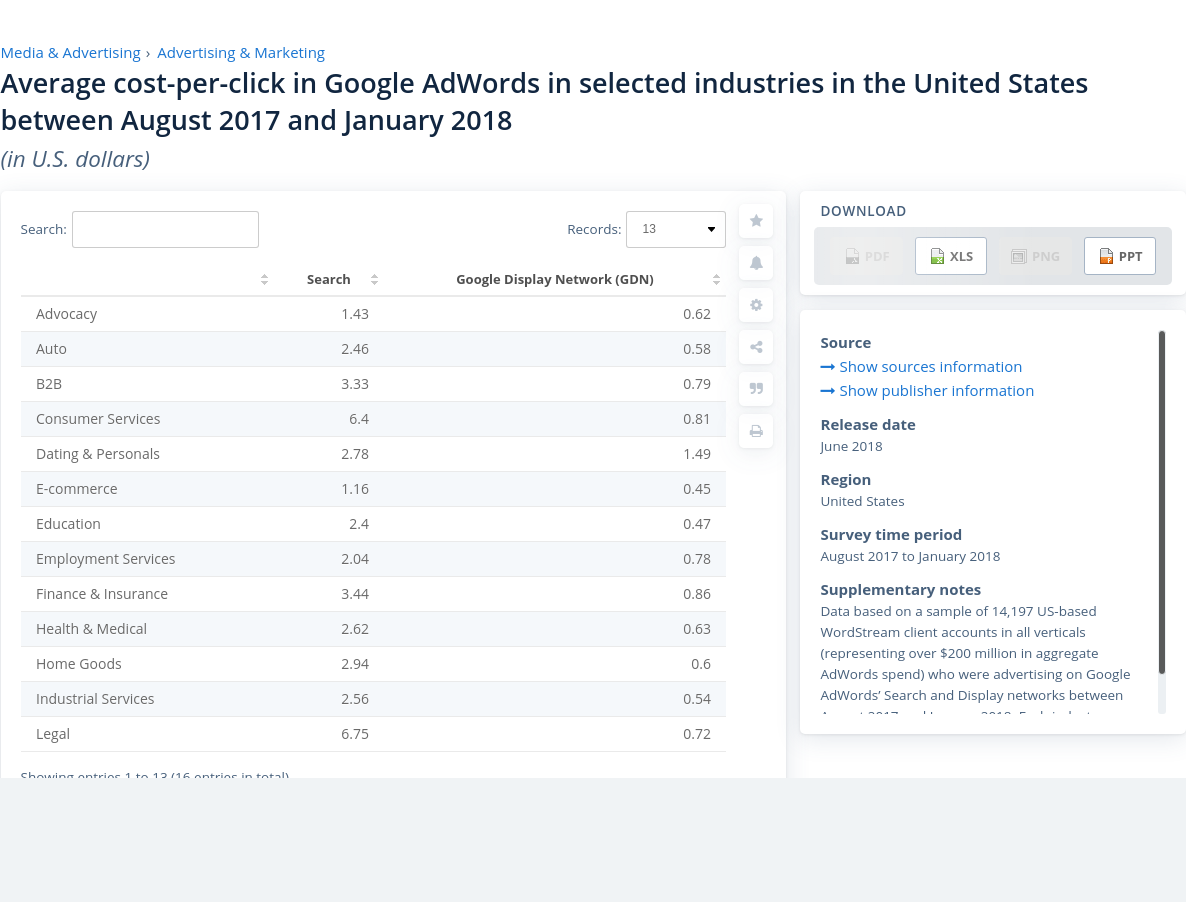 Media & Advertising › Advertising & Marketing
Average cost-per-click in Google AdWords in selected industries in the United States
between August 2017 and January 2018
(in U.S. dollars)
Search:
Records: 13
Search Google Display Network (GDN)
Advocacy 1.43 0.62
Auto 2.46 0.58
B2B 3.33 0.79
Consumer Services 6.4 0.81
Dating & Personals 2.78 1.49
E-commerce 1.16 0.45
Education 2.4 0.47
Employment Services 2.04 0.78
Finance & Insurance 3.44 0.86
Health & Medical 2.62 0.63
Home Goods 2.94 0.6
Industrial Services 2.56 0.54
Legal 6.75 0.72
Showing entries 1 to 13 (16 entries in total)
DOWNLOAD
PDF XLS PNG PPT
Source
Show sources information
Show publisher information
Release date
June 2018
Region
United States
Survey time period
August 2017 to January 2018
Supplementary notes
Data based on a sample of 14,197 US-based
WordStream client accounts in all verticals
(representing over $200 million in aggregate
AdWords spend) who were advertising on Google
AdWords' Search and Display networks between